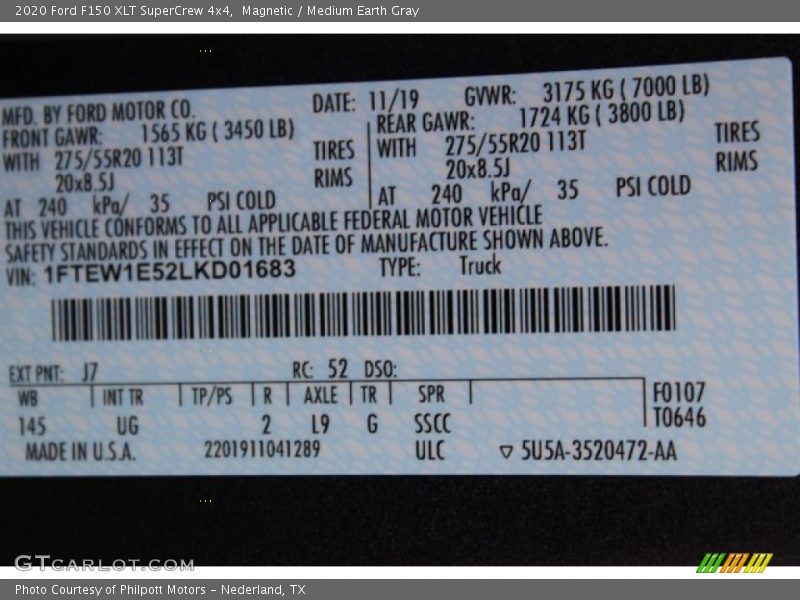 2020 Ford F150 XLT SuperCrew 4x4,  Magnetic / Medium Earth Gray
MFD. BY FORD MOTOR CO. DATE: 11/19 GVWR: 3175 KG ( 7000 LB)
FRONT GAWR: 1565 KG ( 3450 LB) REAR GAWR: 1724 KG ( 3800 LB)
WITH 275/55R20 113T TIRES WITH 275/55R20 113T TIRES
20x8.5J RIMS 20x8.5J RIMS
AT 240 kPa/ 35 PSI COLD AT 240 kPa/ 35 PSI COLD
THIS VEHICLE CONFORMS TO ALL APPLICABLE FEDERAL MOTOR VEHICLE
SAFETY STANDARDS IN EFFECT ON THE DATE OF MANUFACTURE SHOWN ABOVE.
VIN: 1FTEW1E52LKD01683 TYPE: Truck
EXT PNT: J7 RC: 52 DSO:
WB INT TR TP/PS R AXLE TR SPR F0107
145 UG 2 L9 G SSCC T0646
MADE IN U.S.A. 2201911041289 ULC ▽ 5U5A-3520472-AA
GTCARLOT.COM
Photo Courtesy of Philpott Motors - Nederland, TX